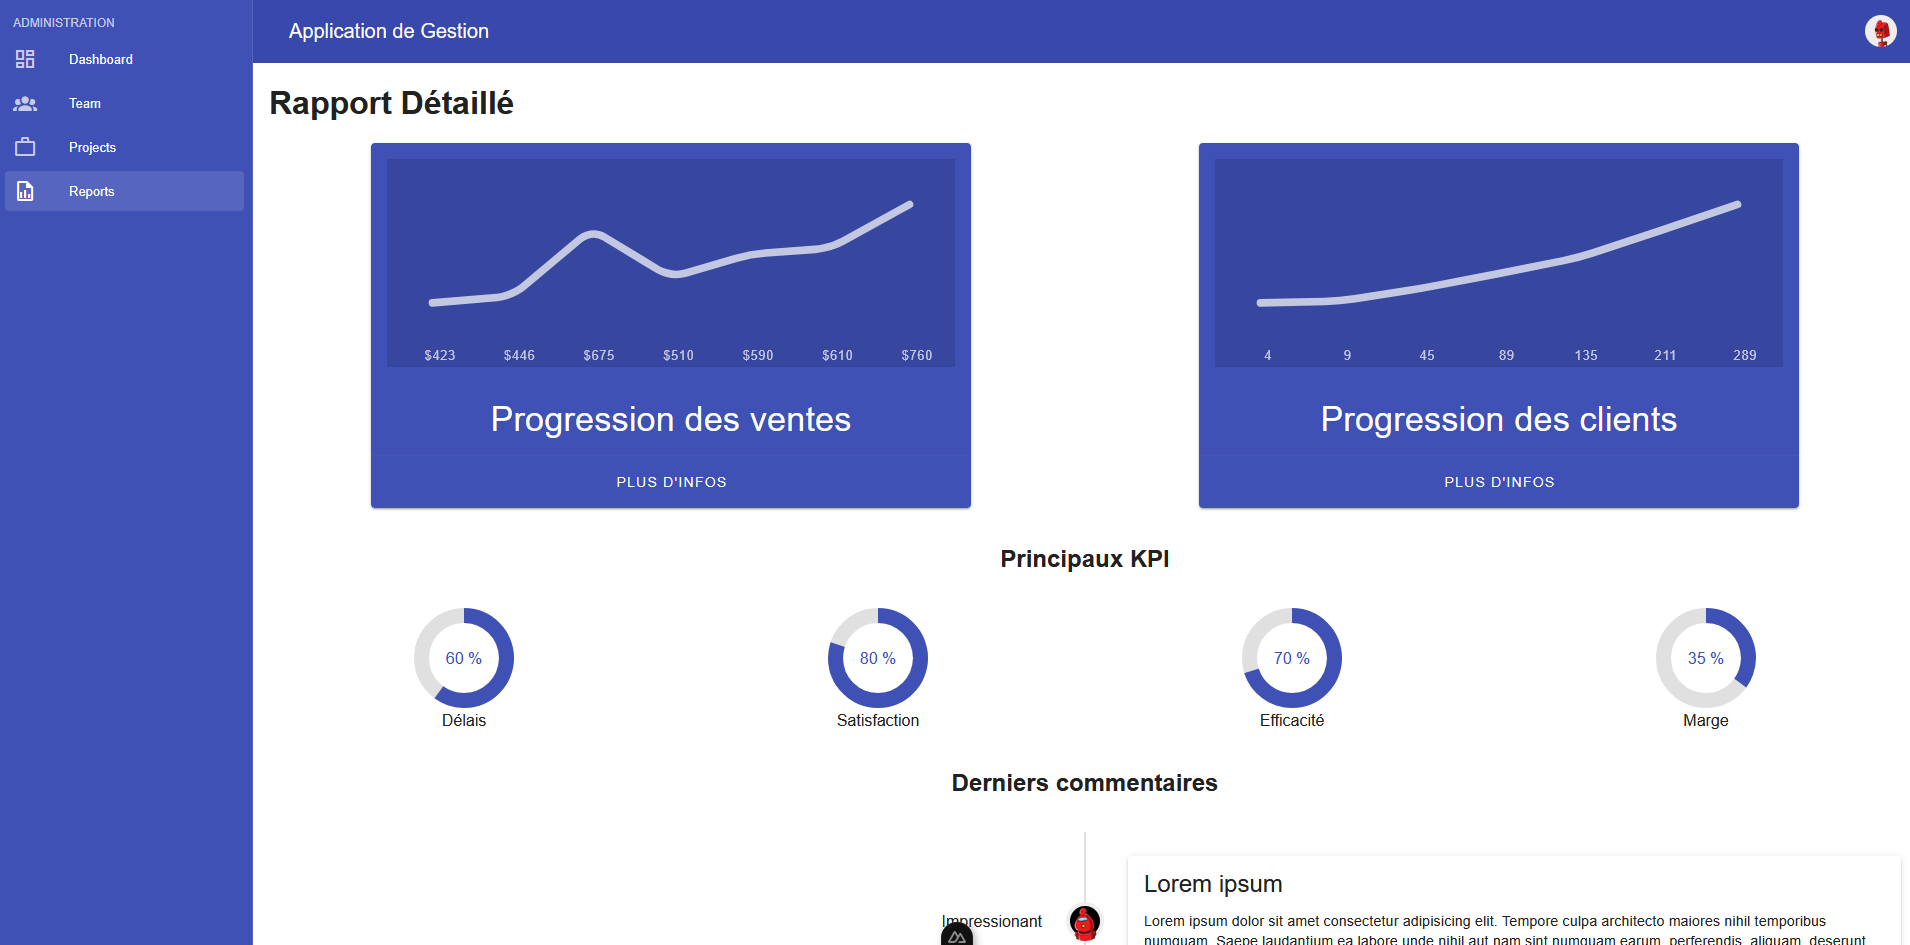 ADMINISTRATION
Dashboard
Team
Projects
Reports
Application de Gestion
Rapport Détaillé
$423 $446 $675 $510 $590 $610 $760
Progression des ventes
PLUS D'INFOS
4 9 45 89 135 211 289
Progression des clients
PLUS D'INFOS
Principaux KPI
60 % 80 % 70 % 35 %
Délais Satisfaction Efficacité Marge
Derniers commentaires
Impressionant
Lorem ipsum
Lorem ipsum dolor sit amet consectetur adipisicing elit. Tempore culpa architecto maiores nihil temporibus
numquam. Saepe laudantium ea labore unde nihil aut nam sint numquam earum, perferendis, aliquam, deserunt